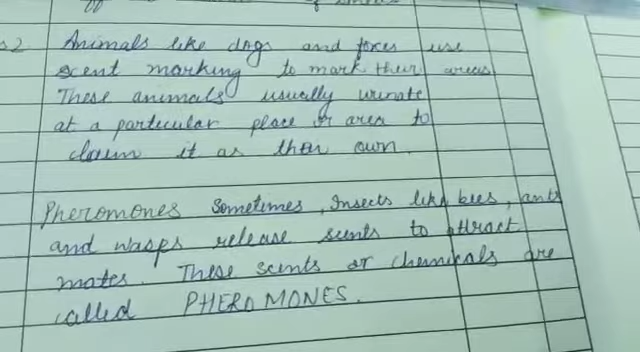 Animals like dogs and foxes use
scent marking to mark their areas
These animals usually urinate
at a particular place or area to
claim it as their own.
Pheromones Sometimes, Insects like bees, ants
and wasps release scents to attract
mates. These scents or chemicals are
called PHEROMONES.